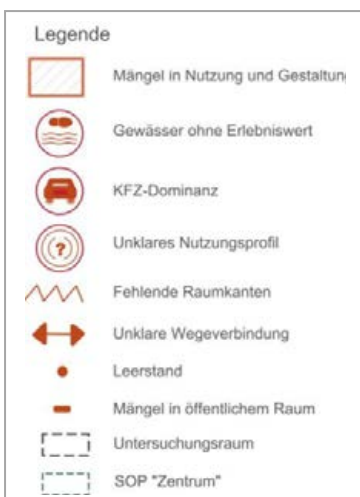 Legende
Mängel in Nutzung und Gestaltung
Gewässer ohne Erlebniswert
KFZ-Dominanz
(?)
Unklares Nutzungsprofil
Fehlende Raumkanten
Unklare Wegeverbindung
Leerstand
Mängel in öffentlichem Raum
Untersuchungsraum
SOP "Zentrum"